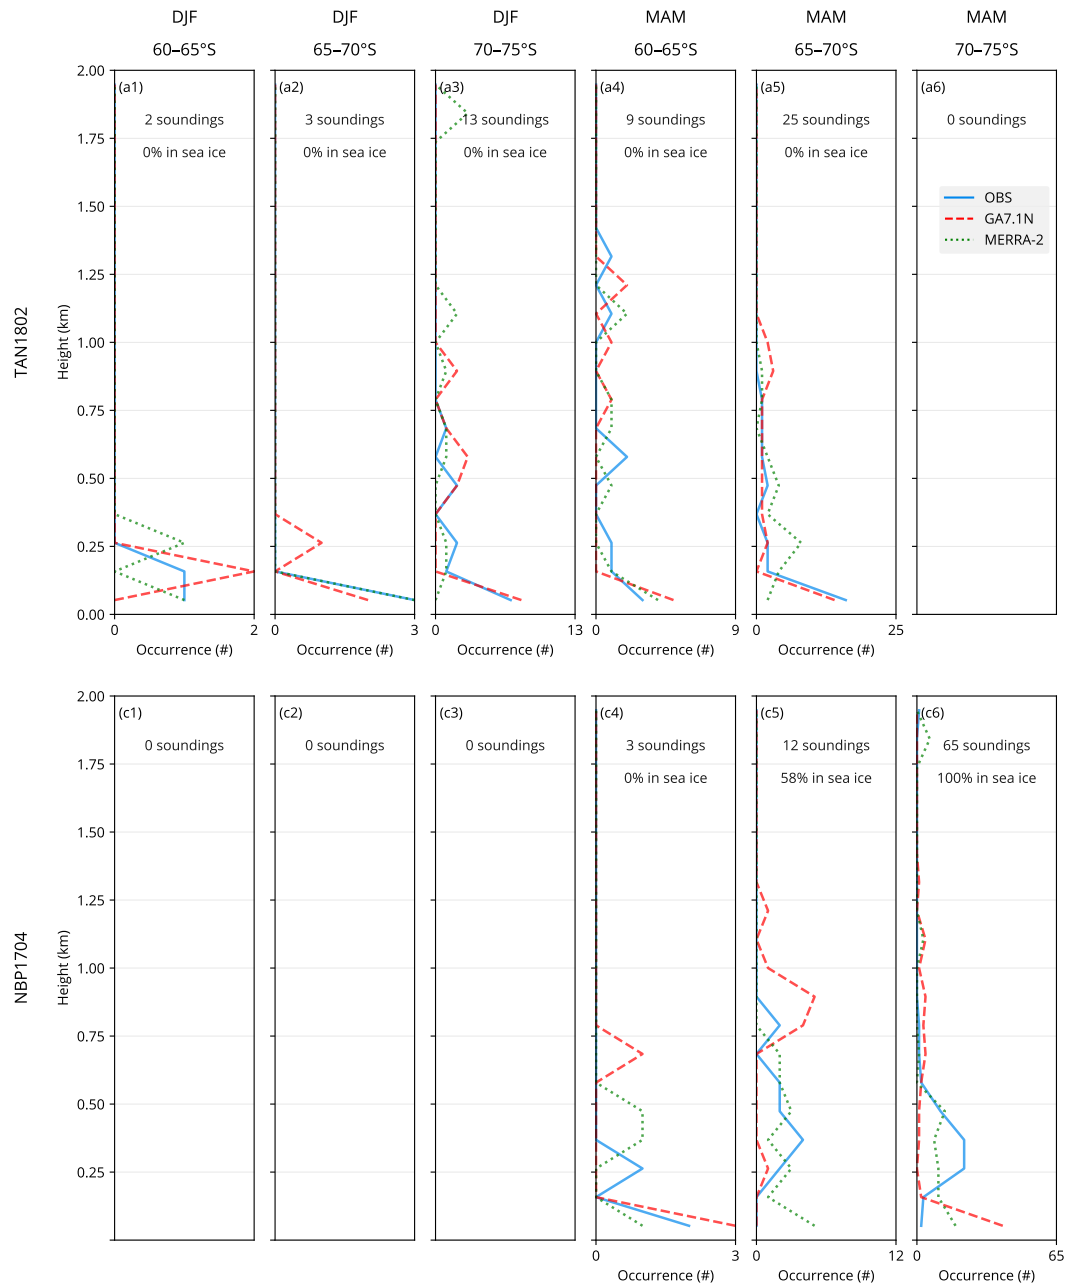 DJF DJF DJF MAM MAM MAM
60–65°S 65–70°S 70–75°S 60–65°S 65–70°S 70–75°S
TAN1802
Height (km)
2.00
1.75
1.50
1.25
1.00
0.75
0.50
0.25
0.00
(a1)
2 soundings
0% in sea ice
0 2
Occurrence (#)
(a2)
3 soundings
0% in sea ice
0 3
Occurrence (#)
(a3)
13 soundings
0% in sea ice
0 13
Occurrence (#)
(a4)
9 soundings
0% in sea ice
0 9
Occurrence (#)
(a5)
25 soundings
0% in sea ice
0 25
Occurrence (#)
(a6)
0 soundings
OBS
GA7.1N
MERRA-2
NBP1704
Height (km)
2.00
1.75
1.50
1.25
1.00
0.75
0.50
0.25
(c1)
0 soundings
(c2)
0 soundings
(c3)
0 soundings
(c4)
3 soundings
0% in sea ice
0 3
Occurrence (#)
(c5)
12 soundings
58% in sea ice
0 12
Occurrence (#)
(c6)
65 soundings
100% in sea ice
0 65
Occurrence (#)